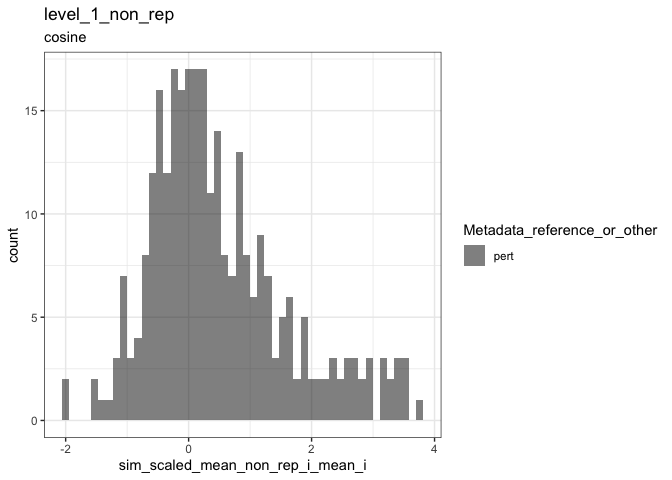 level_1_non_rep
cosine
15
10
5
0
count
-2
0
2
4
sim_scaled_mean_non_rep_i_mean_i
Metadata_reference_or_other
pert